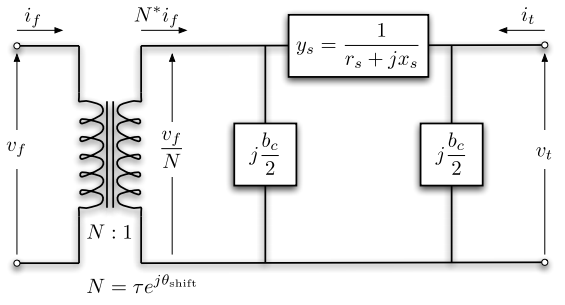 i_f
N^* i_f
i_t
y_s = \frac{1}{r_s + jx_s}
v_f
\frac{v_f}{N}
j\frac{b_c}{2}
j\frac{b_c}{2}
v_t
N : 1
N = \tau e^{j\theta_{\text{shift}}}